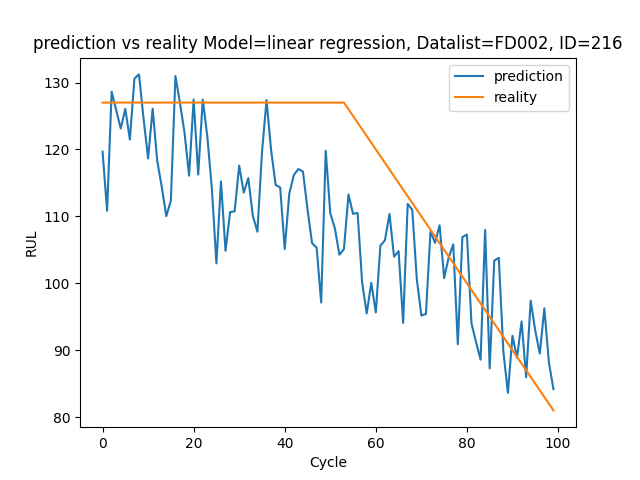 prediction vs reality Model=linear regression, Datalist=FD002, ID=216
prediction
reality
130
120
110
100
90
80
RUL
0
20
40
60
80
100
Cycle